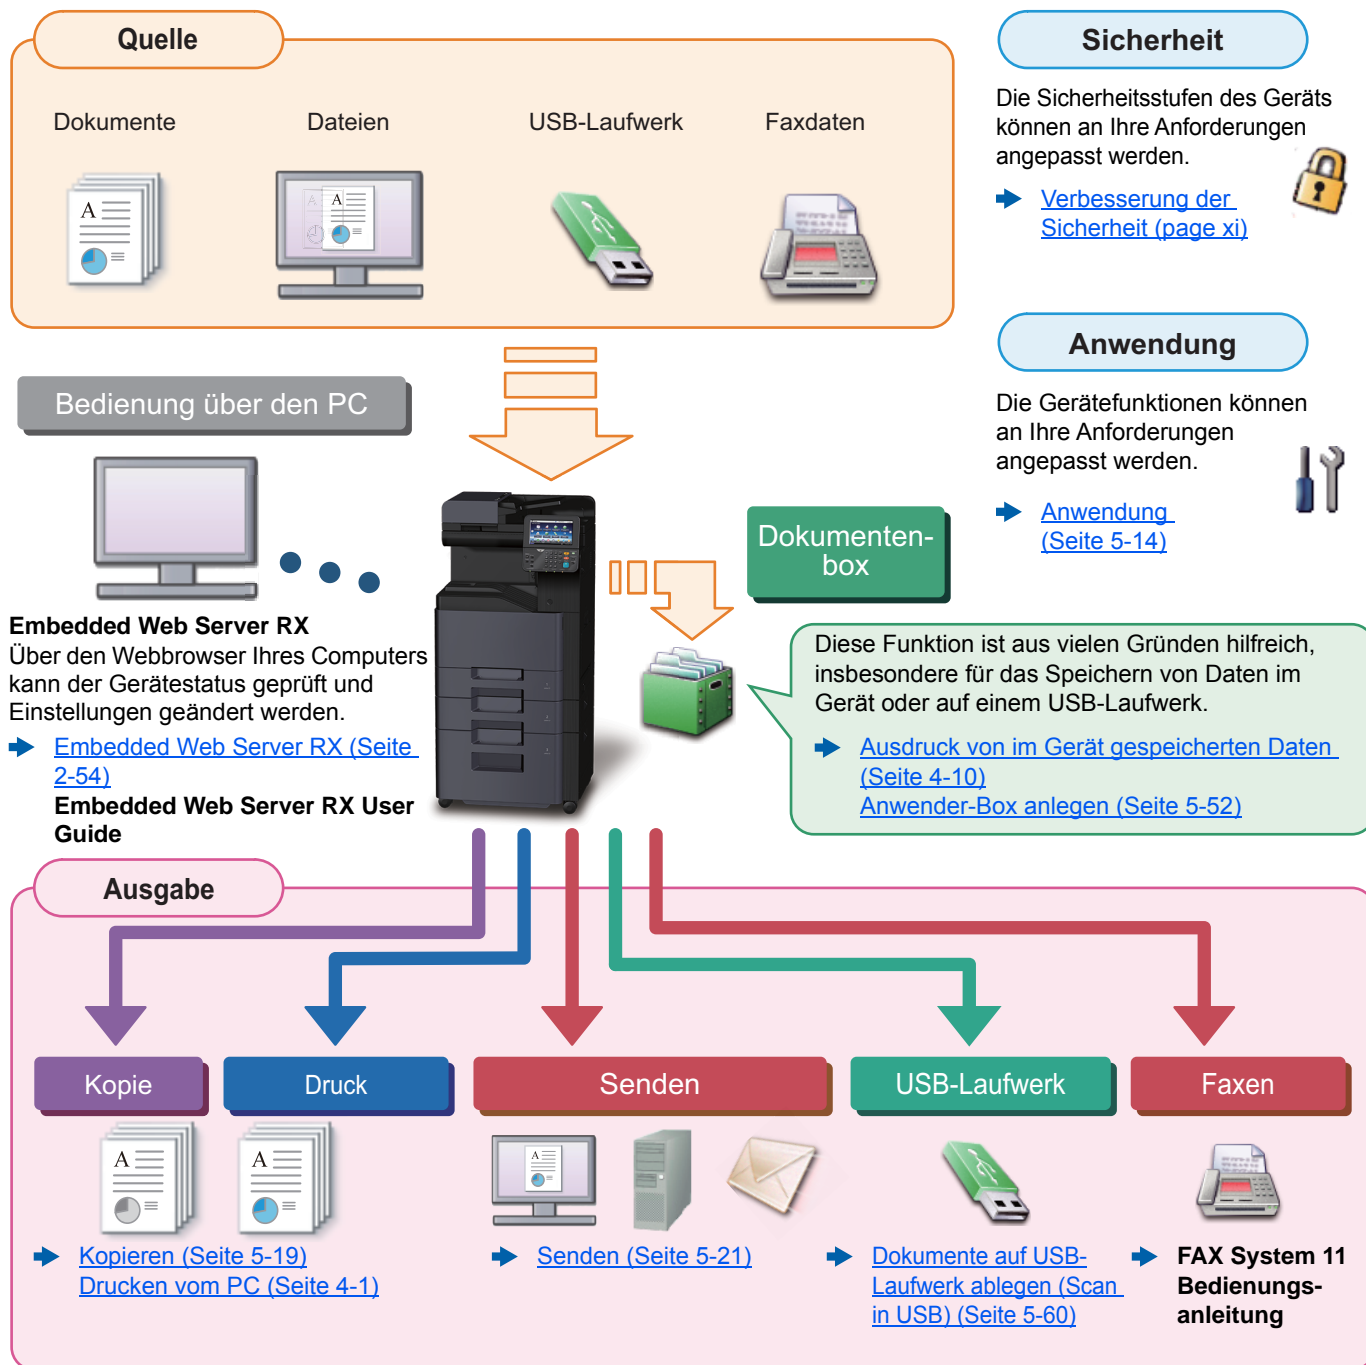 Quelle
Dokumente
Dateien
USB-Laufwerk
Faxdaten
Sicherheit
Die Sicherheitsstufen des Geräts
können an Ihre Anforderungen
angepasst werden.
Verbesserung der
Sicherheit (page xi)
Anwendung
Die Gerätefunktionen können
an Ihre Anforderungen
angepasst werden.
Anwendung
(Seite 5-14)
Bedienung über den PC
Embedded Web Server RX
Über den Webbrowser Ihres Computers
kann der Gerätestatus geprüft und
Einstellungen geändert werden.
Embedded Web Server RX (Seite
2-54)
Embedded Web Server RX User
Guide
Dokumenten-
box
Diese Funktion ist aus vielen Gründen hilfreich,
insbesondere für das Speichern von Daten im
Gerät oder auf einem USB-Laufwerk.
Ausdruck von im Gerät gespeicherten Daten
(Seite 4-10)
Anwender-Box anlegen (Seite 5-52)
Ausgabe
Kopie
Druck
Senden
USB-Laufwerk
Faxen
Kopieren (Seite 5-19)
Drucken vom PC (Seite 4-1)
Senden (Seite 5-21)
Dokumente auf USB-
Laufwerk ablegen (Scan
in USB) (Seite 5-60)
FAX System 11
Bedienungs-
anleitung